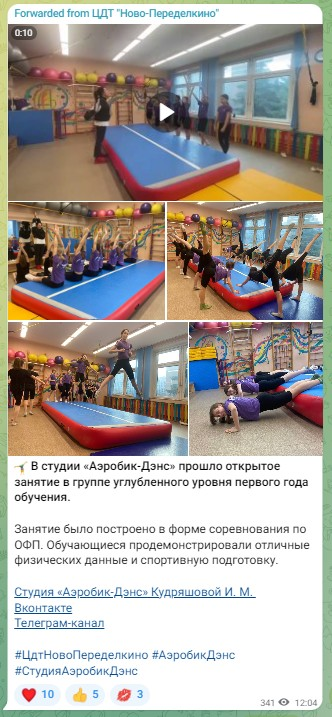 Forwarded from ЦДТ "Ново-Переделкино"
0:10
В студии «Аэробик-Дэнс» прошло открытое
занятие в группе углубленного уровня первого года
обучения.
Занятие было построено в форме соревнования по
ОФП. Обучающиеся продемонстрировали отличные
физических данные и спортивную подготовку.
Студия «Аэробик-Дэнс» Кудряшовой И. М.
Вконтакте
Телеграм-канал
#ЦдтНовоПеределкино #АэробикДэнс
#СтудияАэробикДэнс
10 5 3
341 12:04